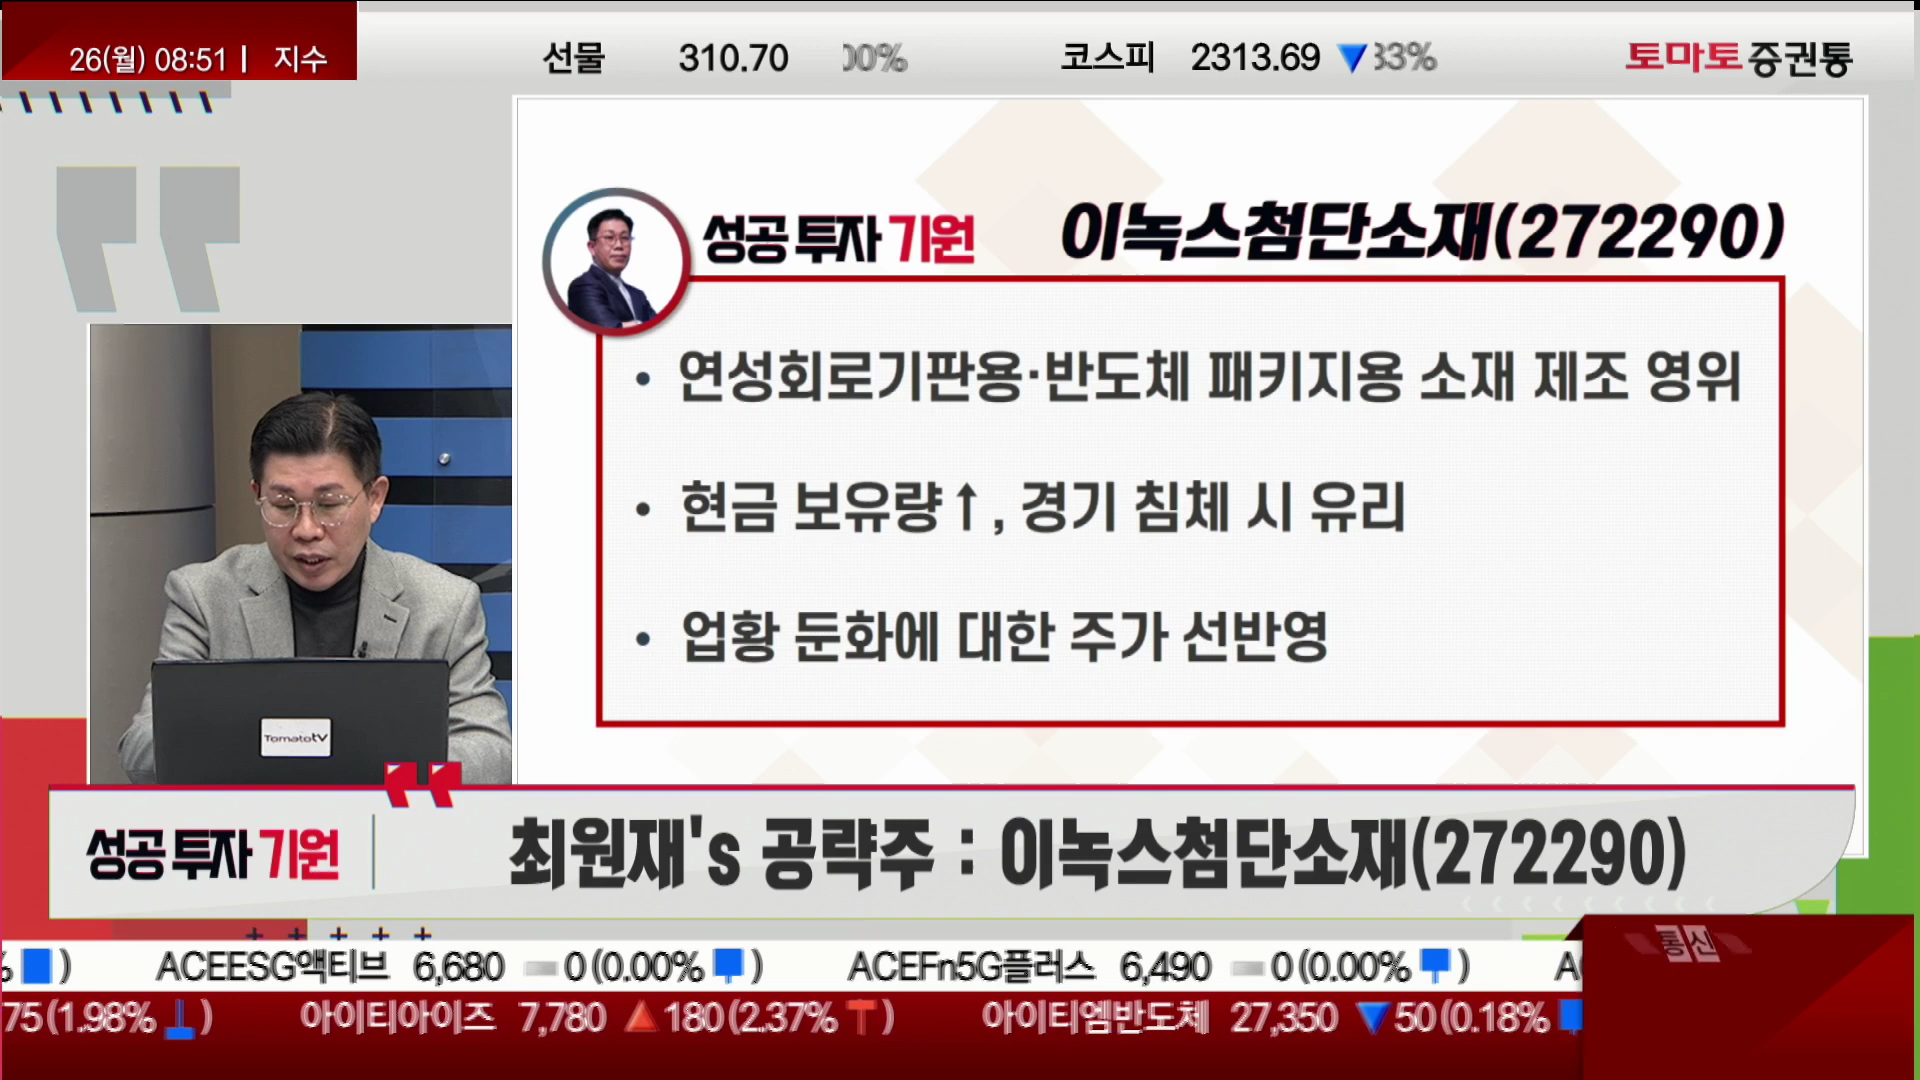 26(월) 08:51 지수
선물 310.70 00%
코스피 2313.69 ▼ 33%
토마토증권통
성공 투자 기원
이녹스첨단소재(272290)
• 연성회로기판용·반도체 패키지용 소재 제조 영위
• 현금 보유량↑, 경기 침체 시 유리
• 업황 둔화에 대한 주가 선반영
Tomatotv
성공 투자 기원
최원재's 공략주 : 이녹스첨단소재(272290)
% ) ACEESG액티브 6,680 0(0.00% ) ACEFn5G플러스 6,490 0(0.00% )
통신
75(1.98% ) 아이티아이즈 7,780 ▲180(2.37% ) 아이티엠반도체 27,350 ▼50(0.18%